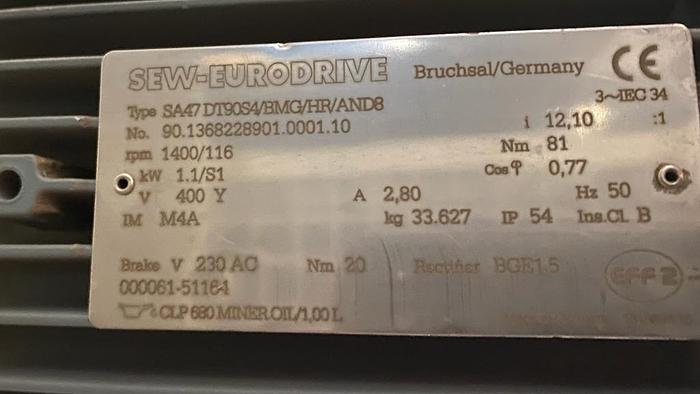 SEW-EURODRIVE Bruchsal/Germany CE
Type SA47 DT90S4/BMG/HR/AND8 3~IEC 34
No. 90.1368228901.0001.10 i 12,10 :1
rpm 1400/116 Nm 81
kW 1.1/S1 Cos φ 0,77
V 400 Y A 2,80 Hz 50
IM M4A kg 33.627 IP 54 Ins.Cl. B
Brake V 230 AC Nm 20 Rectifier BGE1.5
000061-51164 EFF 2
CLP 680 MINEROIL/1,00 L